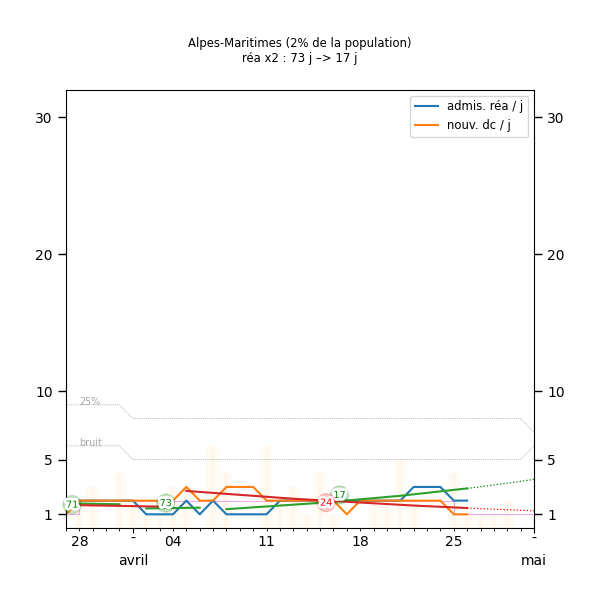 Alpes-Maritimes (2% de la population)
réa x2 : 73 j –> 17 j
admis. réa / j
nouv. dc / j
30 30
20 20
10 10
25%
bruit
5 5
71 73 24 17
1 1
28 - 04 11 18 25 -
avril mai